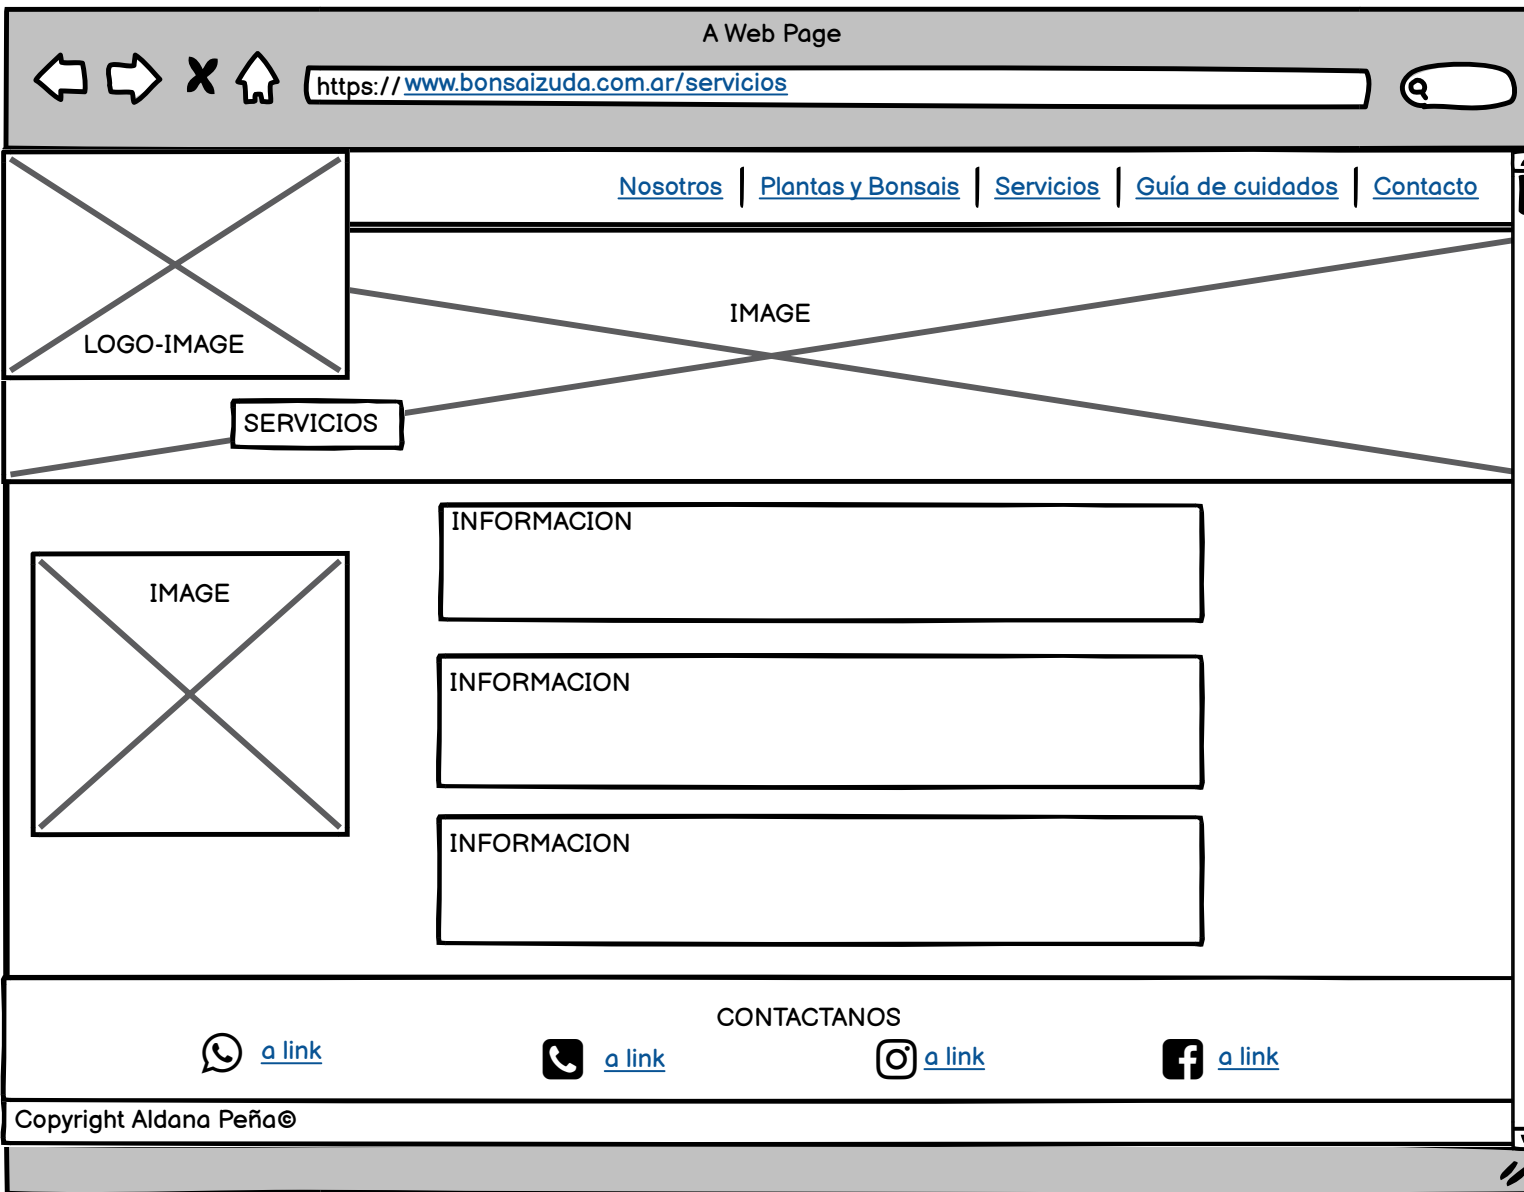 A Web Page
https://www.bonsaizuda.com.ar/servicios
Nosotros Plantas y Bonsais Servicios Guía de cuidados Contacto
IMAGE
LOGO-IMAGE
SERVICIOS
INFORMACION
IMAGE
INFORMACION
INFORMACION
CONTACTANOS
a link a link a link a link
Copyright Aldana Peña©